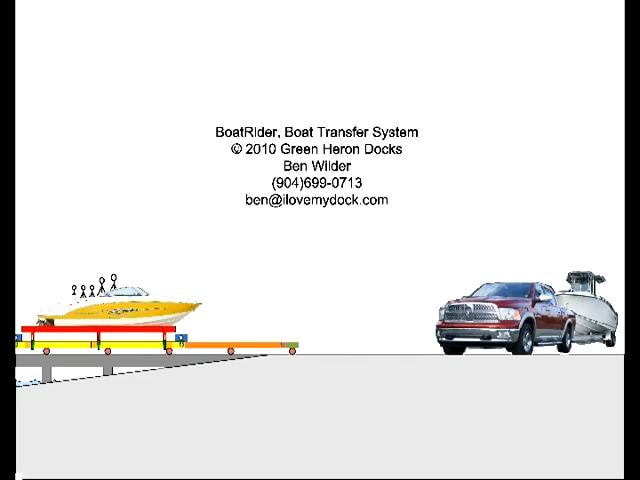 BoatRider, Boat Transfer System
© 2010 Green Heron Docks
Ben Wilder
(904)699-0713
ben@ilovemydock.com